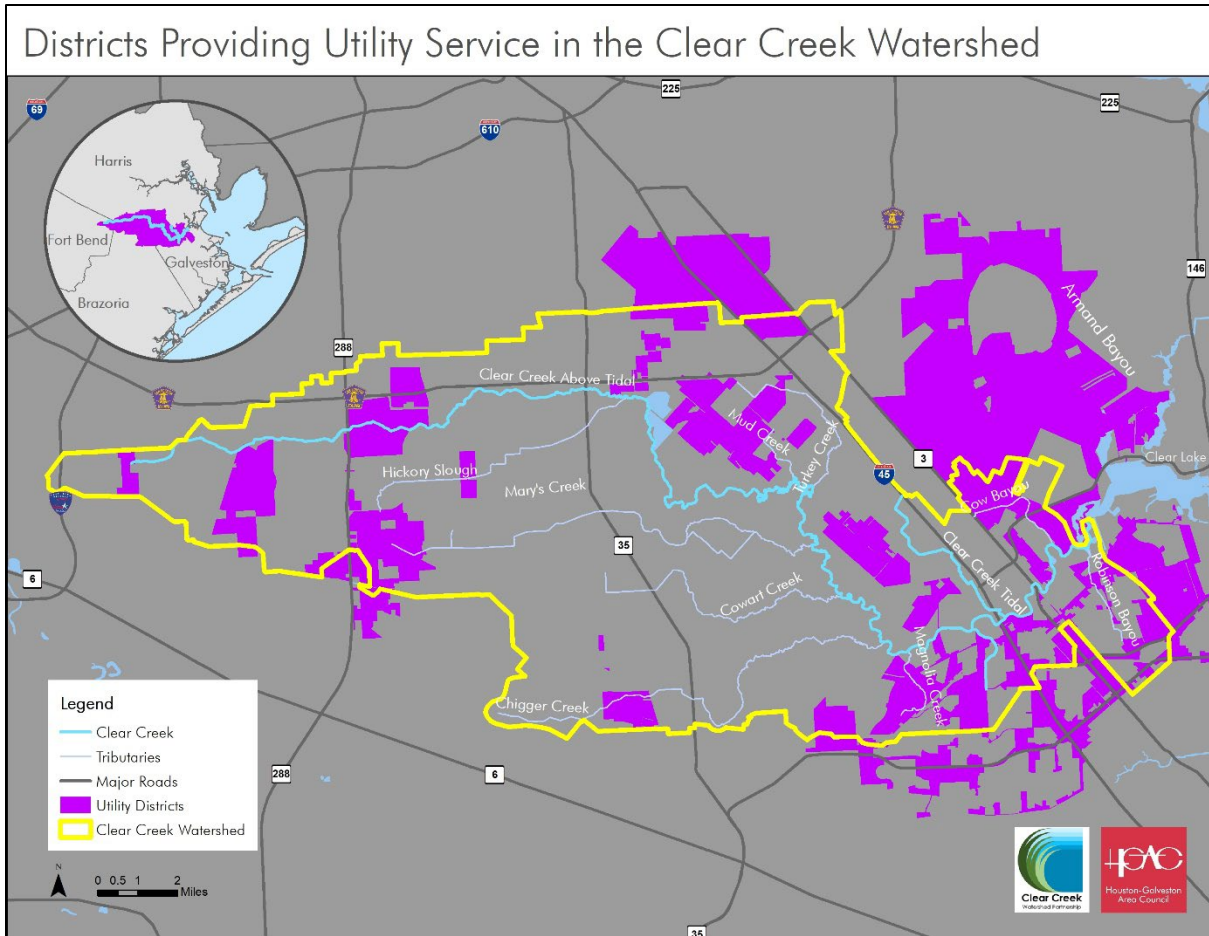 Districts Providing Utility Service in the Clear Creek Watershed
69
225
225
610
Harris
Fort Bend
Galveston
Brazoria
146
Armand Bayou
288
Clear Creek Above Tidal
Mud Creek
Turkey Creek
Hickory Slough
Mary's Creek
3
45
Clear Lake
Cow Bayou
35
6
Clear Creek Tidal
Robinson Bayou
Cowart Creek
Magnolia Creek
Chigger Creek
Legend
Clear Creek
Tributaries
Major Roads
Utility Districts
Clear Creek Watershed
288
6
N
0 0.5 1 2
Miles
35
Clear Creek
Watershed Partnership
Houston-Galveston
Area Council